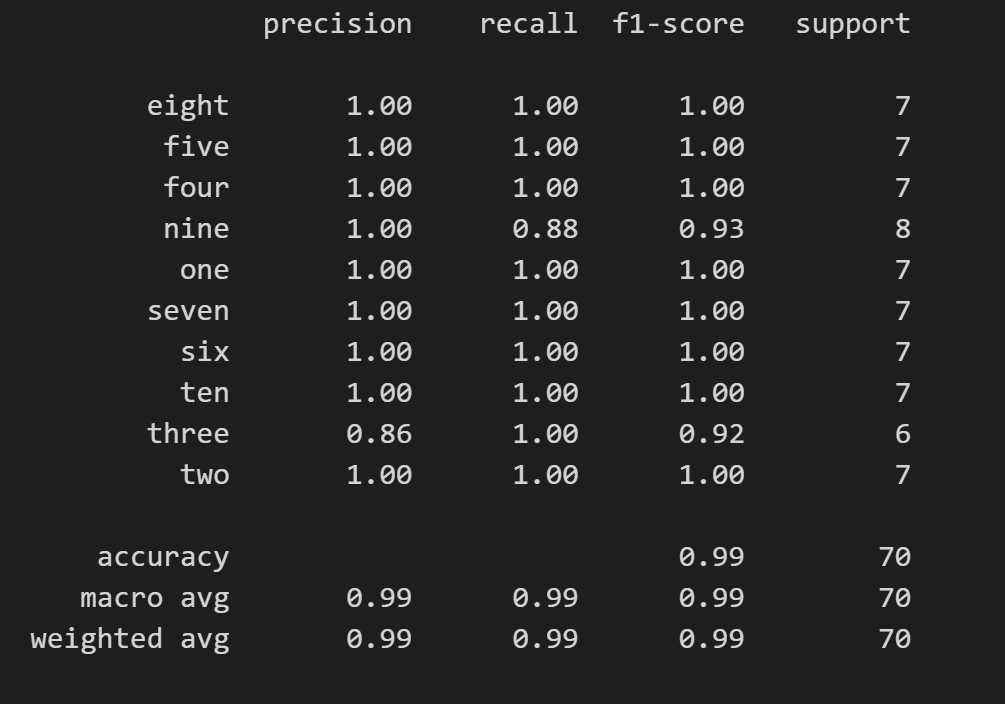 precision recall f1-score support
eight 1.00 1.00 1.00 7
five 1.00 1.00 1.00 7
four 1.00 1.00 1.00 7
nine 1.00 0.88 0.93 8
one 1.00 1.00 1.00 7
seven 1.00 1.00 1.00 7
six 1.00 1.00 1.00 7
ten 1.00 1.00 1.00 7
three 0.86 1.00 0.92 6
two 1.00 1.00 1.00 7
accuracy 0.99 70
macro avg 0.99 0.99 0.99 70
weighted avg 0.99 0.99 0.99 70